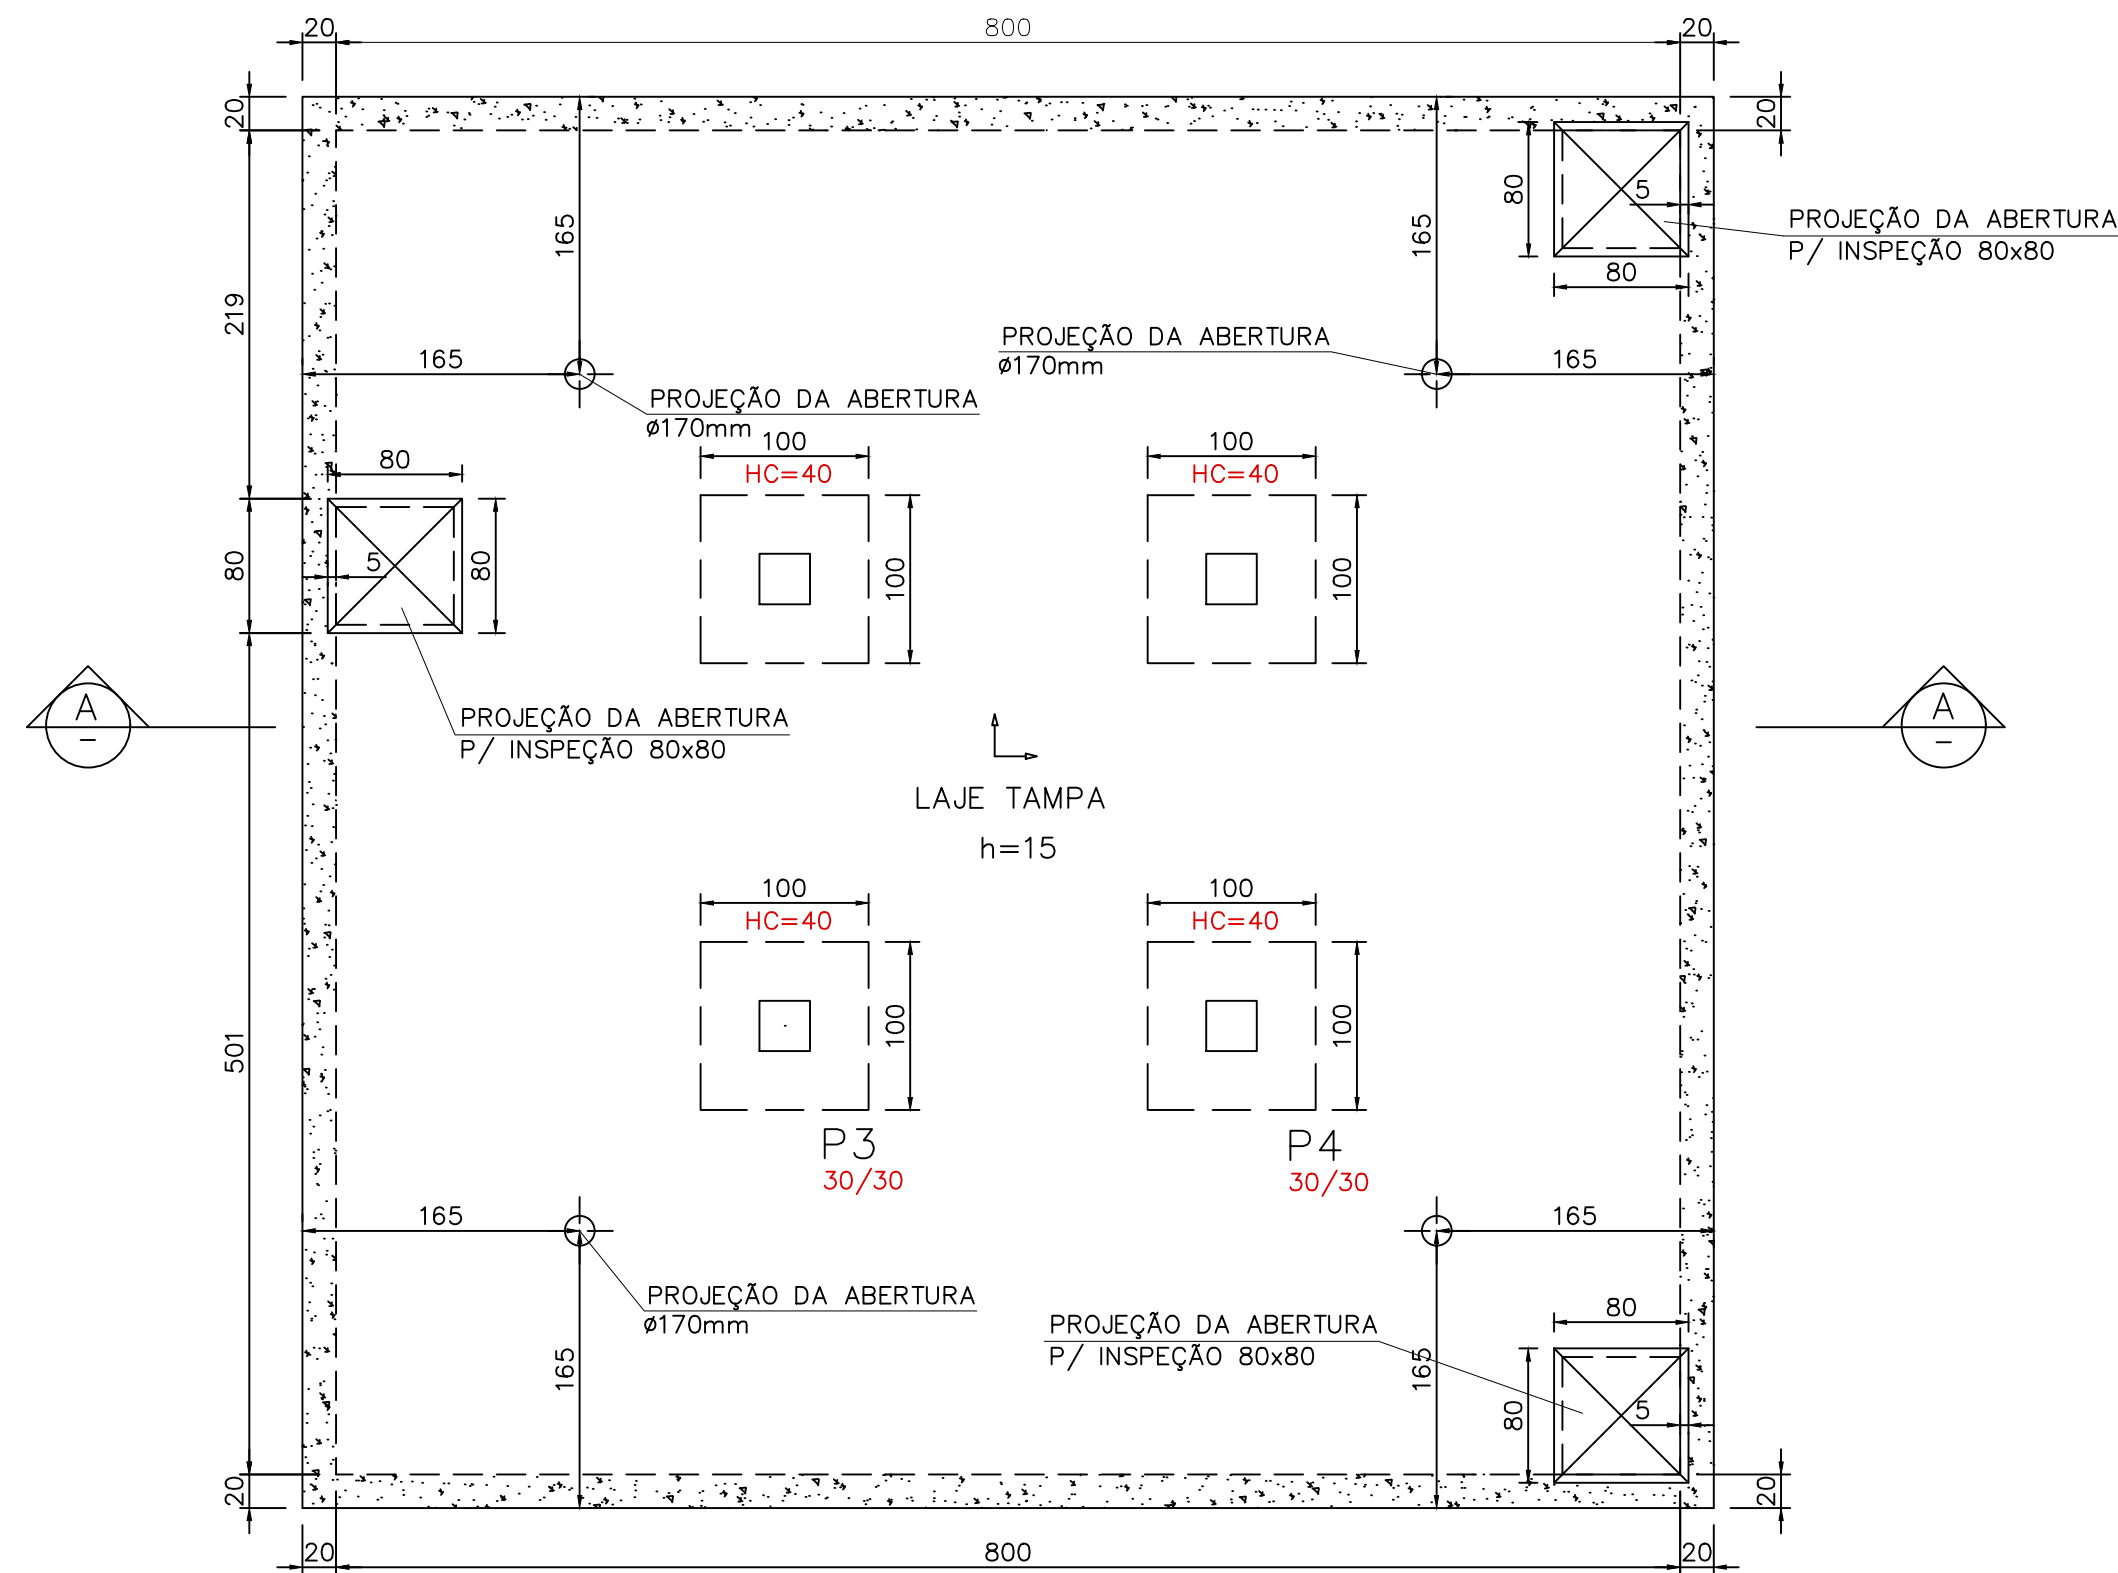 20
800
20
20
20
165
165
80
5
PROJEÇÃO DA ABERTURA
P/ INSPEÇÃO 80x80
80
219
PROJEÇÃO DA ABERTURA
ø170mm
165
165
PROJEÇÃO DA ABERTURA
ø170mm
100
100
HC=40
HC=40
80
80
5
80
100
100
A
–
A
–
PROJEÇÃO DA ABERTURA
P/ INSPEÇÃO 80x80
LAJE TAMPA
h=15
100
100
HC=40
HC=40
501
100
100
P3
30/30
P4
30/30
165
165
PROJEÇÃO DA ABERTURA
ø170mm
80
PROJEÇÃO DA ABERTURA
P/ INSPEÇÃO 80x80
165
165
80
5
20
20
20
800
20